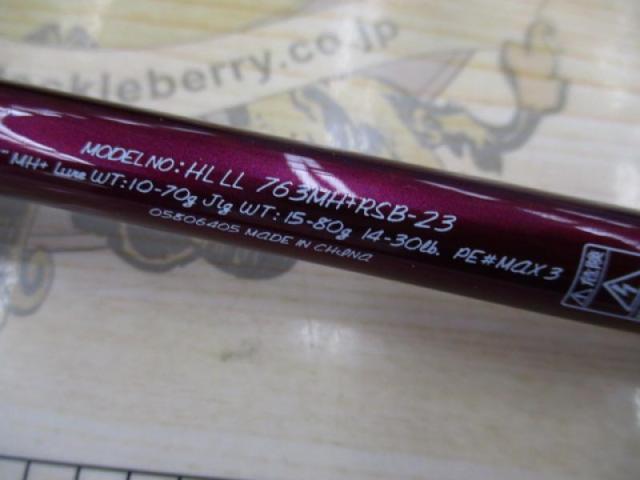 tackleberry.co.jp
MODEL NO: HLLL 763MH+RSB-23
MH+ Lure WT:10-70g Jig WT:15-80g 14-30lb. PE#MAX3
05806405 MADE IN CHINA